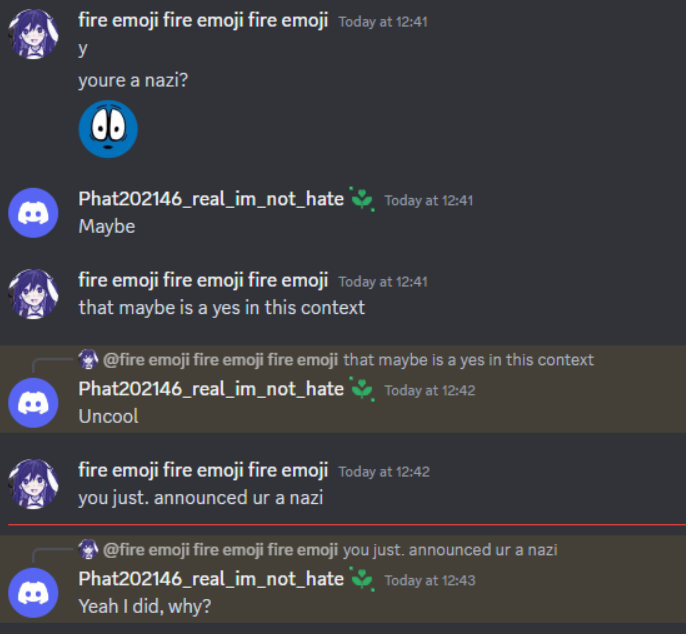 fire emoji fire emoji fire emoji Today at 12:41
y
youre a nazi?
Phat202146_real_im_not_hate Today at 12:41
Maybe
fire emoji fire emoji fire emoji Today at 12:41
that maybe is a yes in this context
@fire emoji fire emoji fire emoji that maybe is a yes in this context
Phat202146_real_im_not_hate Today at 12:42
Uncool
fire emoji fire emoji fire emoji Today at 12:42
you just. announced ur a nazi
@fire emoji fire emoji fire emoji you just. announced ur a nazi
Phat202146_real_im_not_hate Today at 12:43
Yeah I did, why?